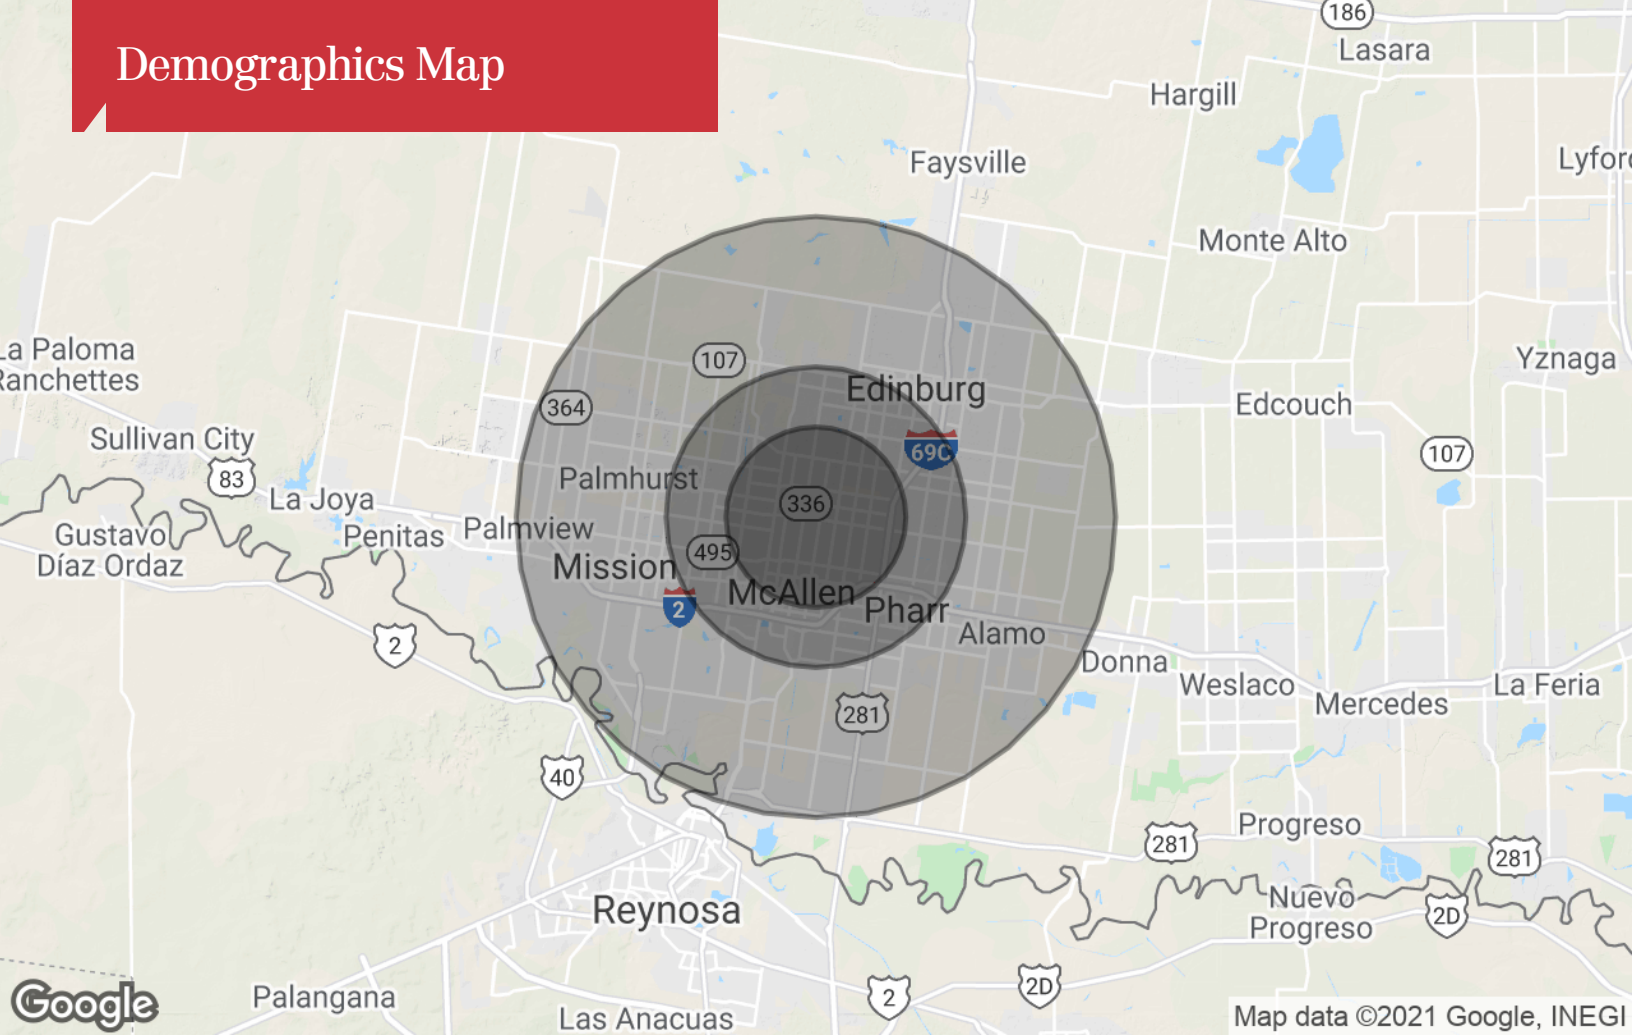 Demographics Map
186
Lasara
Hargill
Lyford
Faysville
Monte Alto
La Paloma
Ranchettes
107
Yznaga
Edinburg
364
Edcouch
Sullivan City
69C
107
83
Palmhurst
La Joya
336
Gustavo
Díaz Ordaz
Penitas
Palmview
495
Mission
McAllen
2
Pharr
Alamo
2
Donna
Weslaco
La Feria
Mercedes
281
40
Progreso
281
281
Reynosa
Nuevo
Progreso
2D
Palangana
2
2D
Google
Las Anacuas
Map data ©2021 Google, INEGI